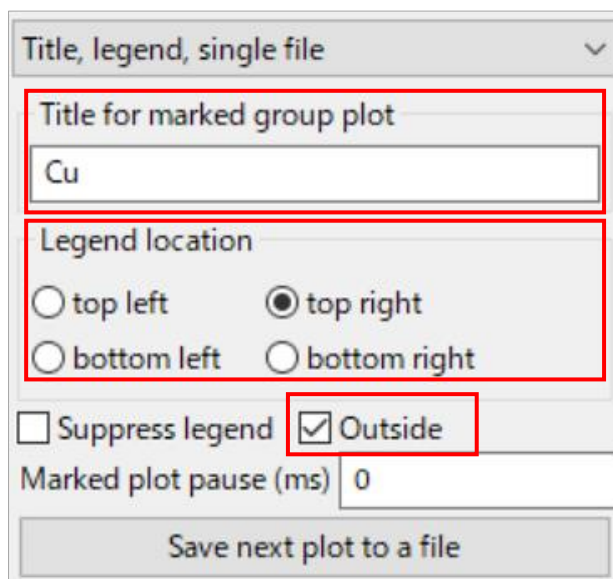 Title, legend, single file
Title for marked group plot
Cu
Legend location
top left top right
bottom left bottom right
Suppress legend Outside
Marked plot pause (ms) 0
Save next plot to a file